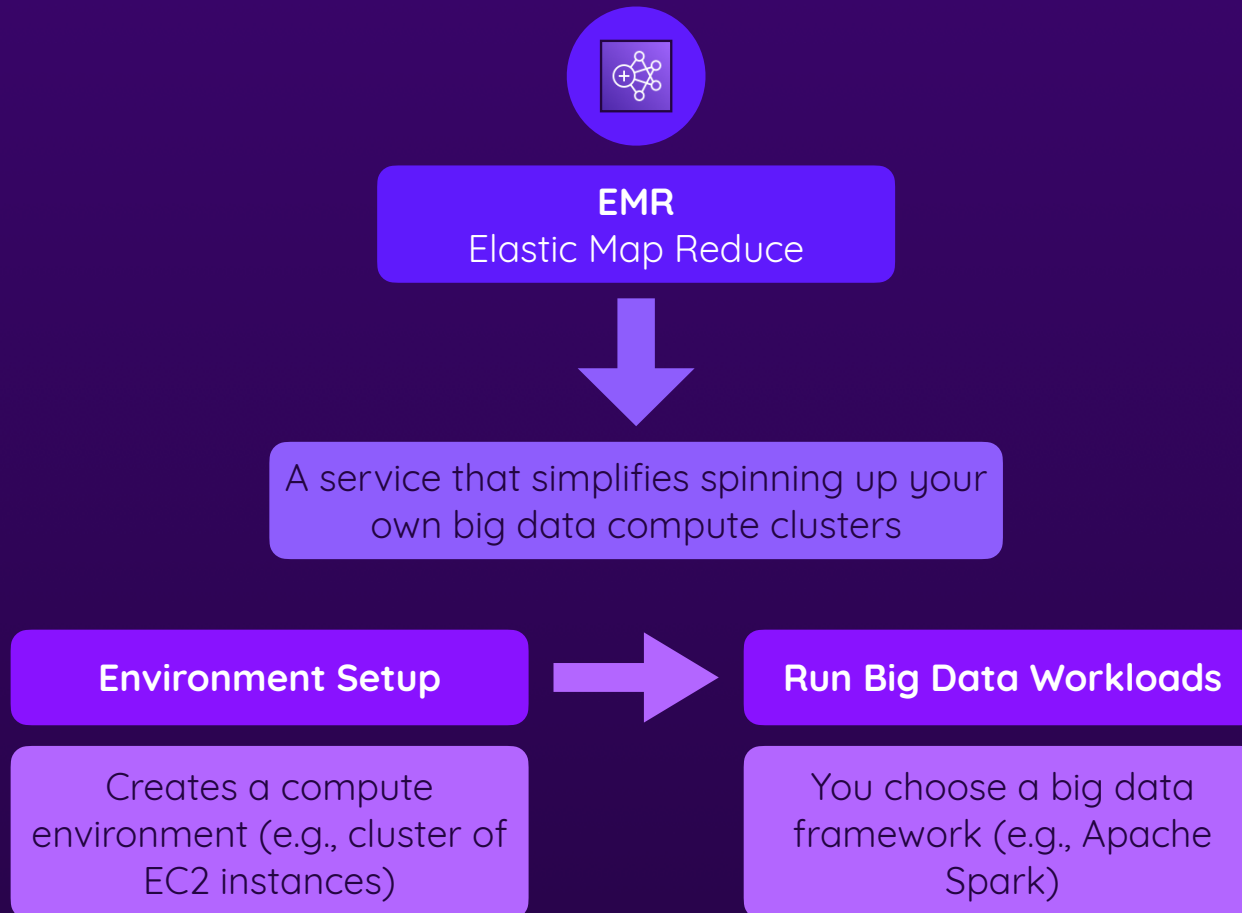 EMR
Elastic Map Reduce
A service that simplifies spinning up your
own big data compute clusters
Environment Setup
Run Big Data Workloads
Creates a compute
environment (e.g., cluster of
EC2 instances)
You choose a big data
framework (e.g., Apache
Spark)